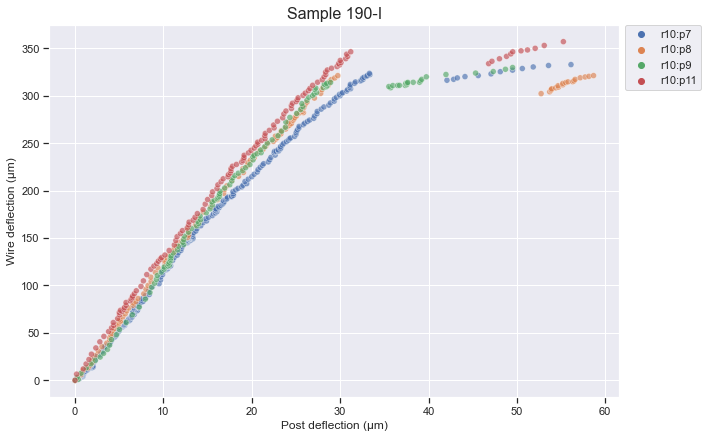 Sample 190-I
r10:p7
r10:p8
r10:p9
r10:p11
350
300
250
200
150
100
50
0
Wire deflection (μm)
0 10 20 30 40 50 60
Post deflection (μm)